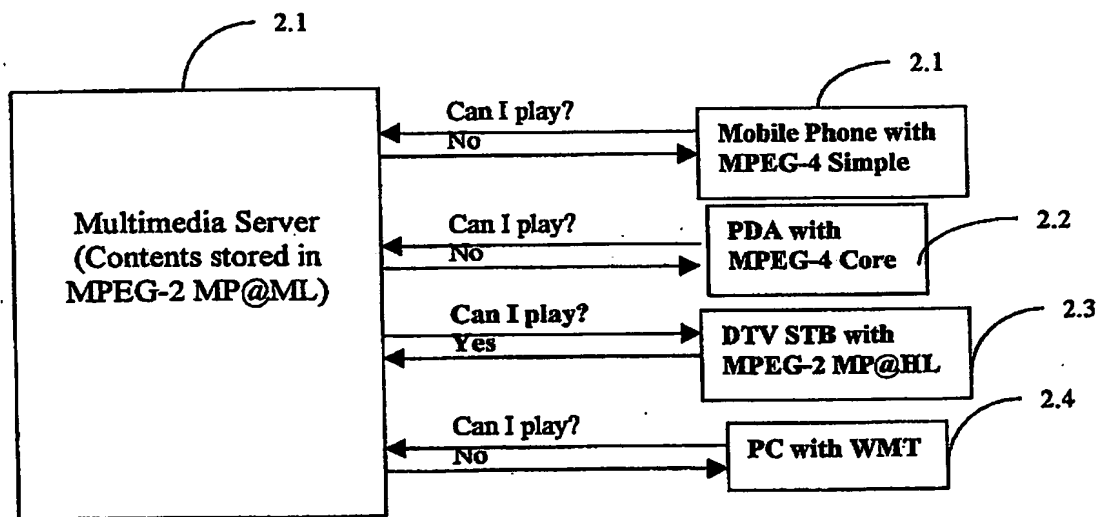 2.1
2.1
Can I play?
No
Mobile Phone with
MPEG-4 Simple
Multimedia Server
(Contents stored in
MPEG-2 MP@ML)
Can I play?
No
PDA with
MPEG-4 Core
2.2
Can I play?
Yes
DTV STB with
MPEG-2 MP@HL
2.3
Can I play?
No
PC with WMT
2.4